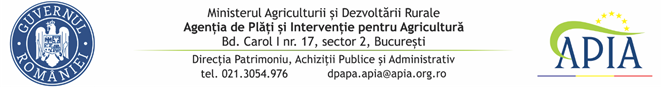 GUVERNUL
ROMÂNIEI
Ministerul Agriculturii și Dezvoltării Rurale
Agenția de Plăți și Intervenție pentru Agricultură
Bd. Carol I nr. 17, sector 2, București
Direcția Patrimoniu, Achiziții Publice și Administrativ
tel. 021.3054.976 dpapa.apia@apia.org.ro
APIA